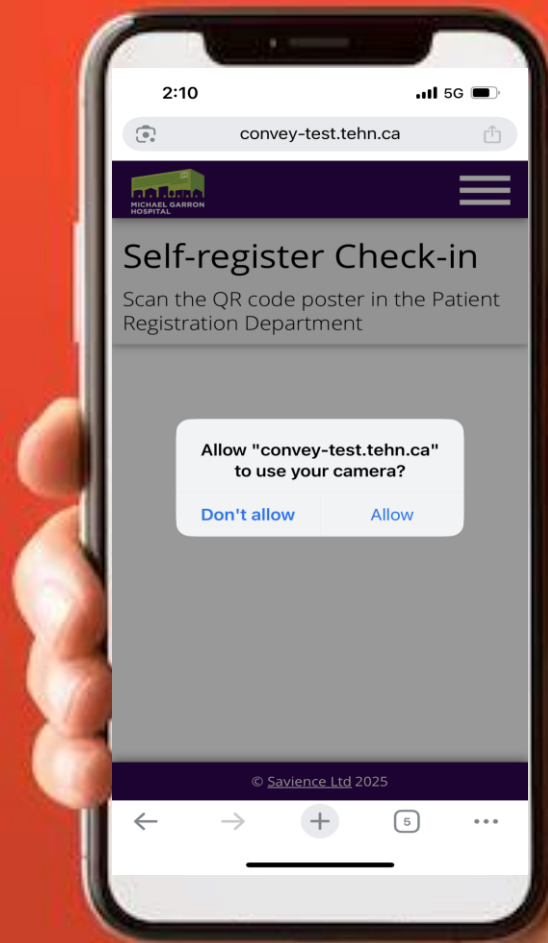 2:10
5G
convey-test.tehn.ca
MICHAEL GARRON
HOSPITAL
Self-register Check-in
Scan the QR code poster in the Patient
Registration Department
Allow "convey-test.tehn.ca"
to use your camera?
Don't allow
Allow
© Savience Ltd 2025
5